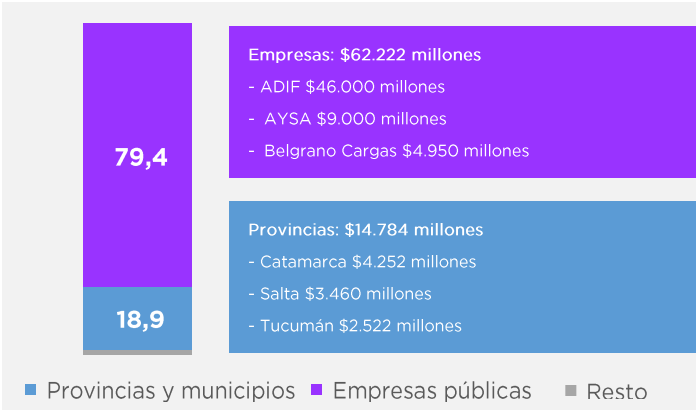 79,4
18,9
Empresas: $62.222 millones
- ADIF $46.000 millones
- AYSA $9.000 millones
- Belgrano Cargas $4.950 millones
Provincias: $14.784 millones
- Catamarca $4.252 millones
- Salta $3.460 millones
- Tucumán $2.522 millones
Provincias y municipios
Empresas públicas
Resto